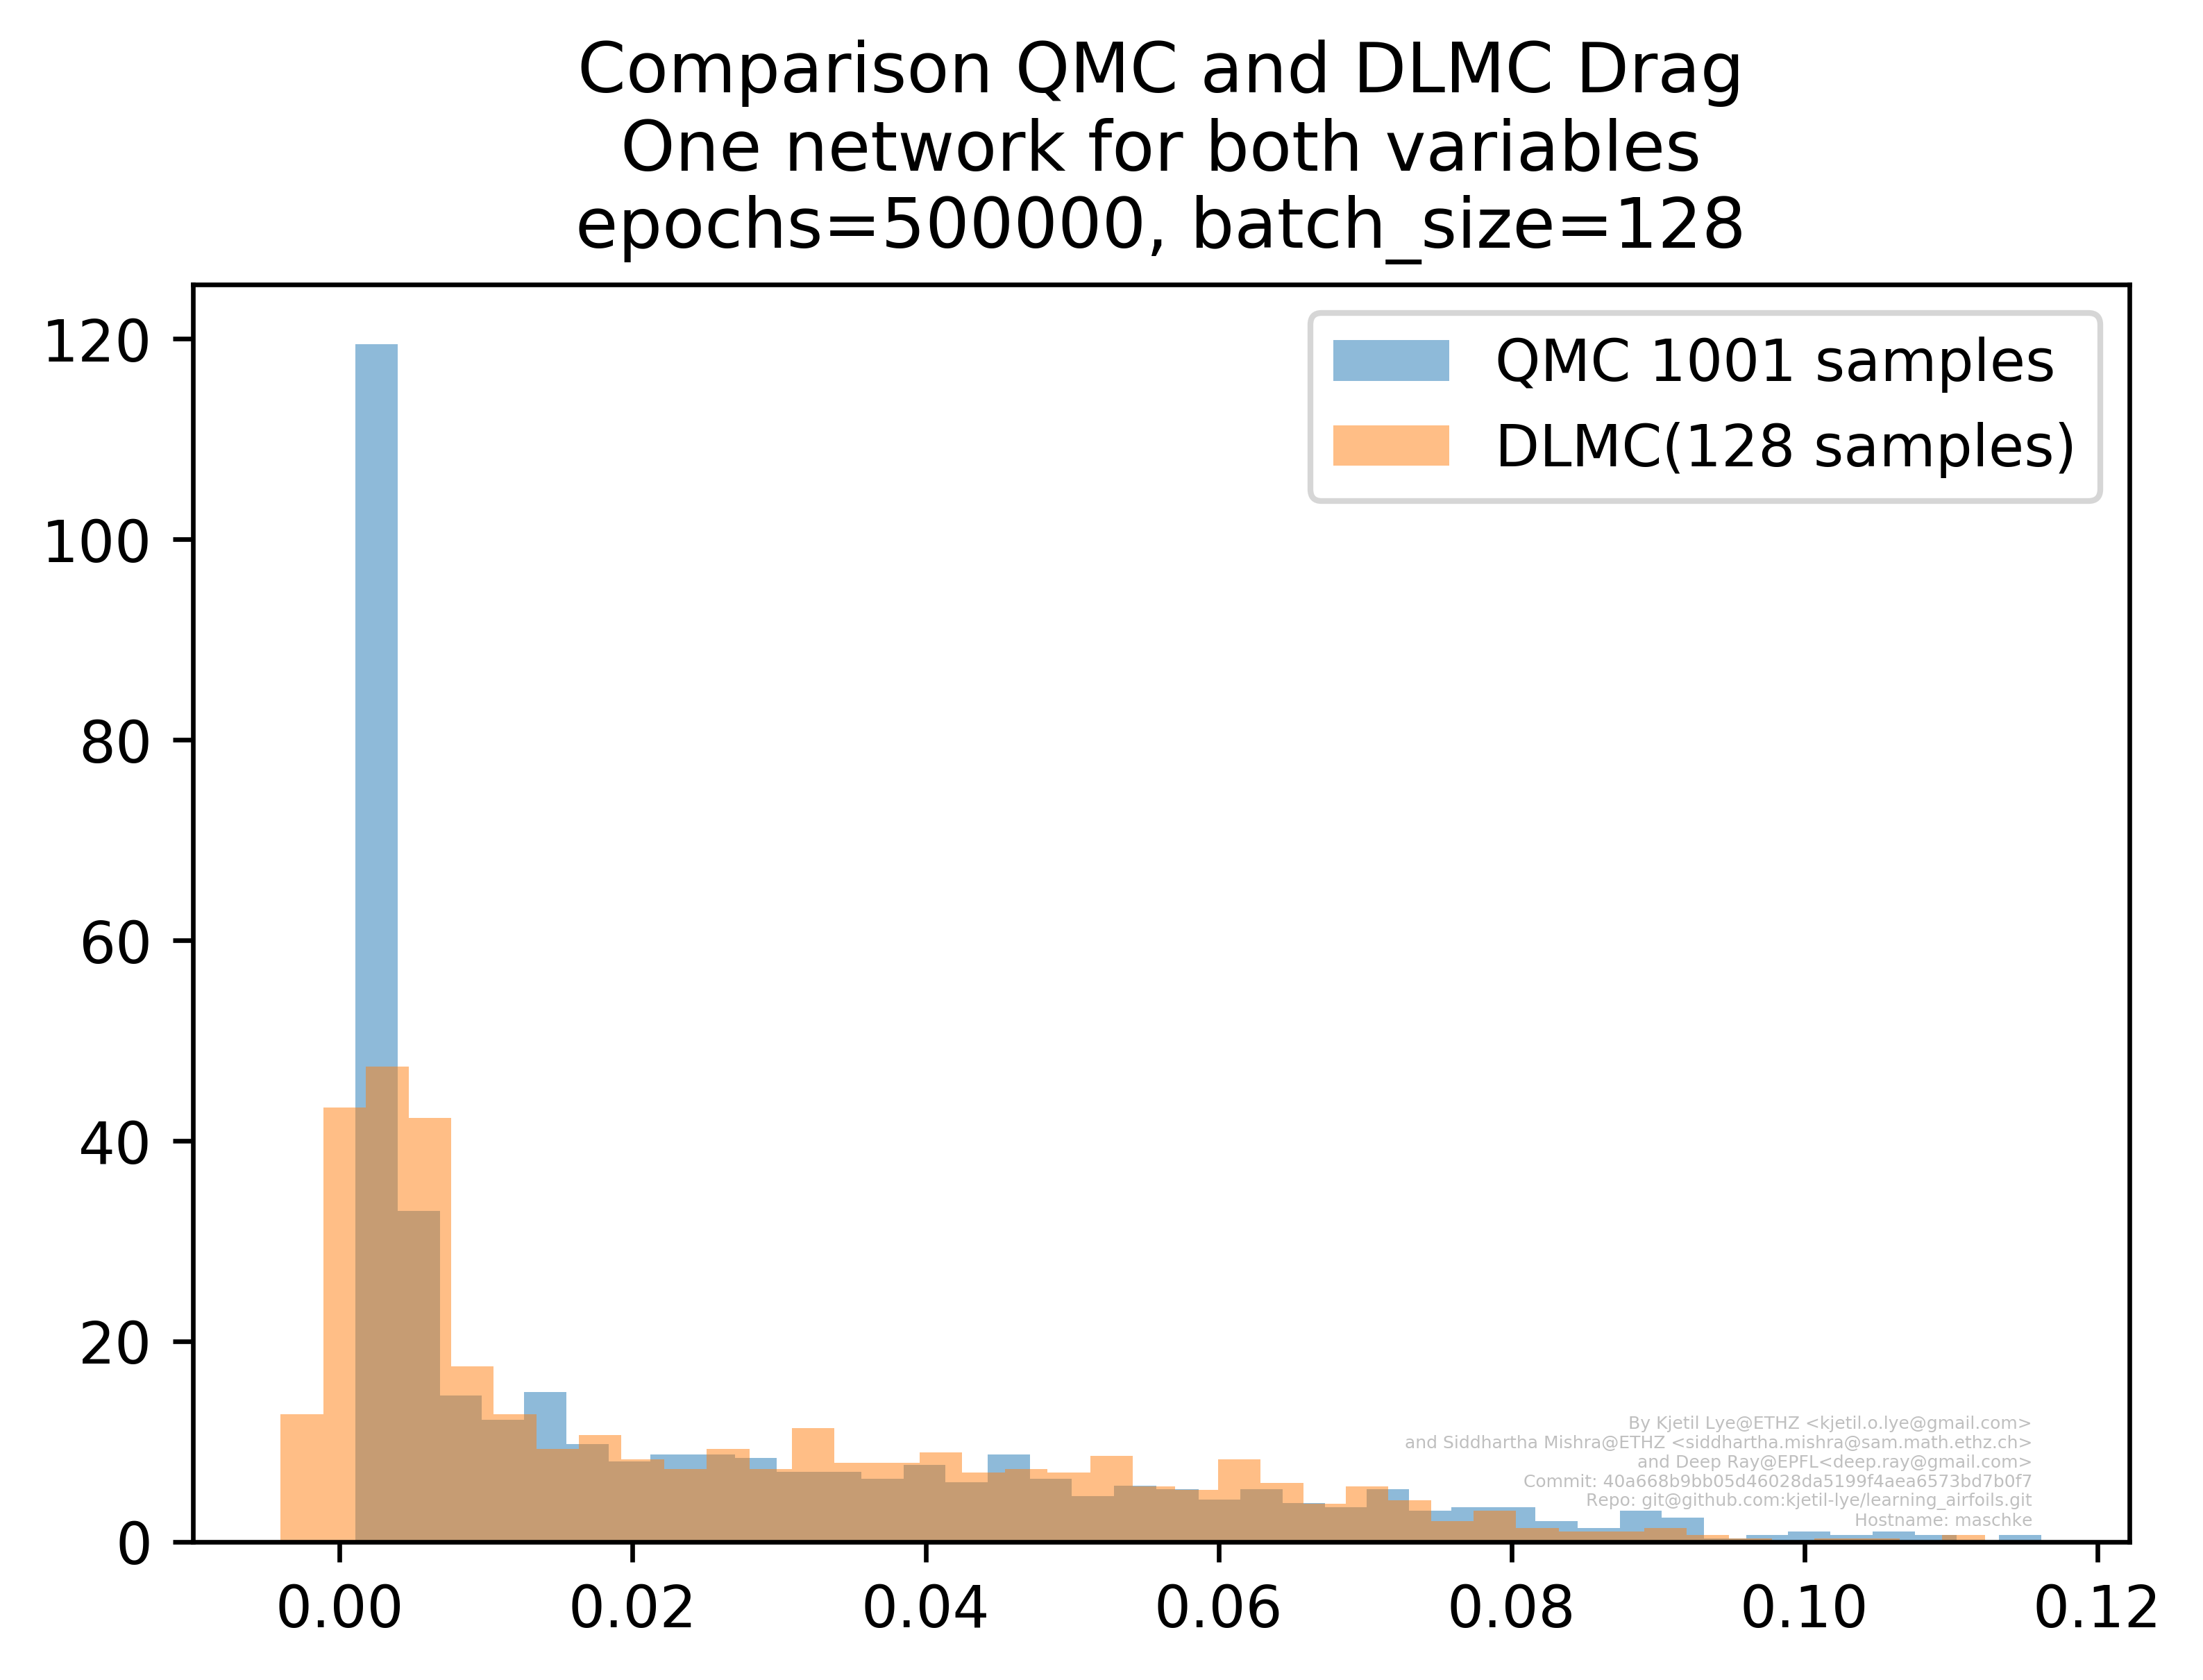 Comparison QMC and DLMC Drag
One network for both variables
epochs=500000, batch_size=128
QMC 1001 samples
DLMC(128 samples)
120
100
80
60
40
20
0
By Kjetil Lye@ETHZ <kjetil.o.lye@gmail.com>
and Siddhartha Mishra@ETHZ <siddhartha.mishra@sam.math.ethz.ch>
and Deep Ray@EPFL<deep.ray@gmail.com>
Commit: 40a668b9bb05d46028da5199f4aea6573bd7b0f7
Repo: git@github.com:kjetil-lye/learning_airfoils.git
Hostname: maschke
0.00 0.02 0.04 0.06 0.08 0.10 0.12